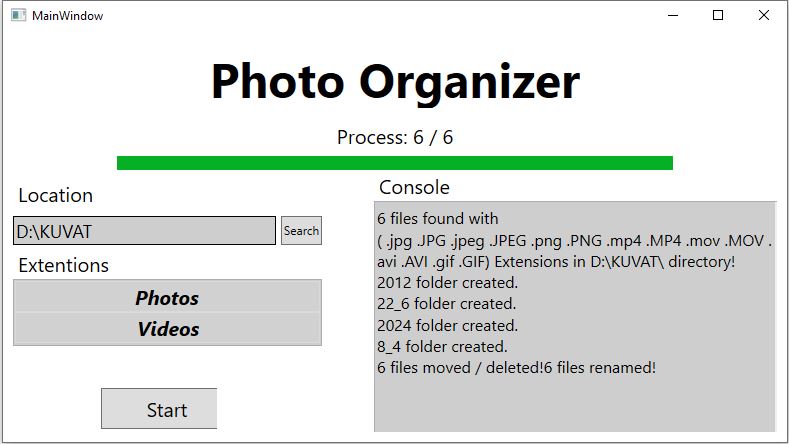 MainWindow
Photo Organizer
Process: 6 / 6
Location
D:\KUVAT
Search
Extentions
Photos
Videos
Start
Console
6 files found with
( .jpg .JPG .jpeg .JPEG .png .PNG .mp4 .MP4 .mov .MOV .
avi .AVI .gif .GIF) Extensions in D:\KUVAT\ directory!
2012 folder created.
22_6 folder created.
2024 folder created.
8_4 folder created.
6 files moved / deleted!6 files renamed!